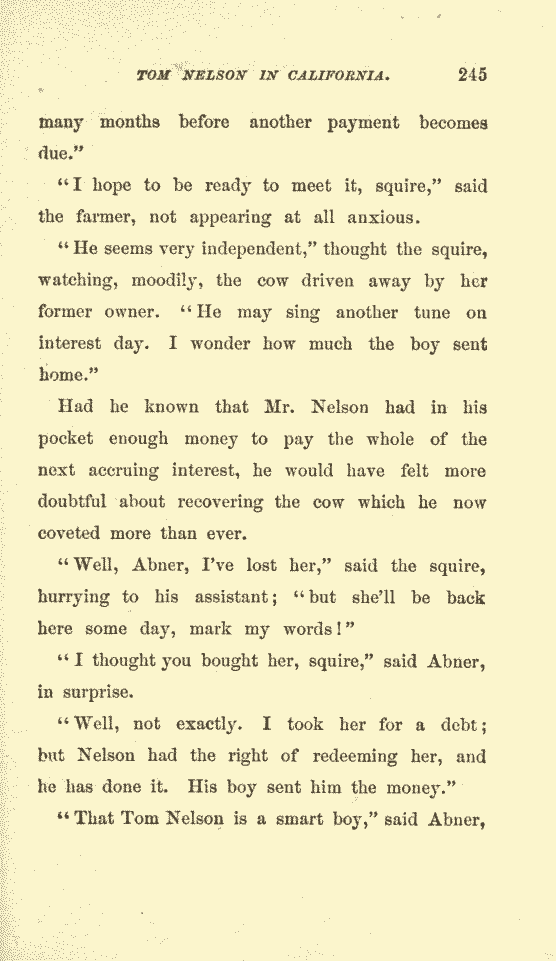 TOM NELSON IN CALIFORNIA. 245
many months before another payment becomes
due."
"I hope to be ready to meet it, squire," said
the farmer, not appearing at all anxious.
"He seems very independent," thought the squire,
watching, moodily, the cow driven away by her
former owner. "He may sing another tune on
interest day. I wonder how much the boy sent
home."
Had he known that Mr. Nelson had in his
pocket enough money to pay the whole of the
next accruing interest, he would have felt more
doubtful about recovering the cow which he now
coveted more than ever.
"Well, Abner, I've lost her," said the squire,
hurrying to his assistant; "but she'll be back
here some day, mark my words!"
"I thought you bought her, squire," said Abner,
in surprise.
"Well, not exactly. I took her for a debt;
but Nelson had the right of redeeming her, and
he has done it. His boy sent him the money."
"That Tom Nelson is a smart boy," said Abner,